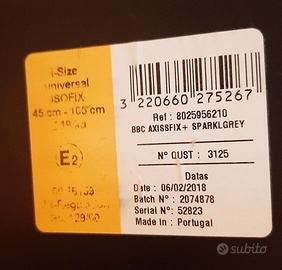 i-Size
universal
ISOFIX
45 cm - 105 cm
E2
3 220660 275267
Ref : 8025956210
BBC AXISSFIX+ SPARKLGREY
N° OUST : 3125
Datas
Date : 06/02/2018
Batch N° : 2074878
Serial N° : 52823
Made in : Portugal
subito